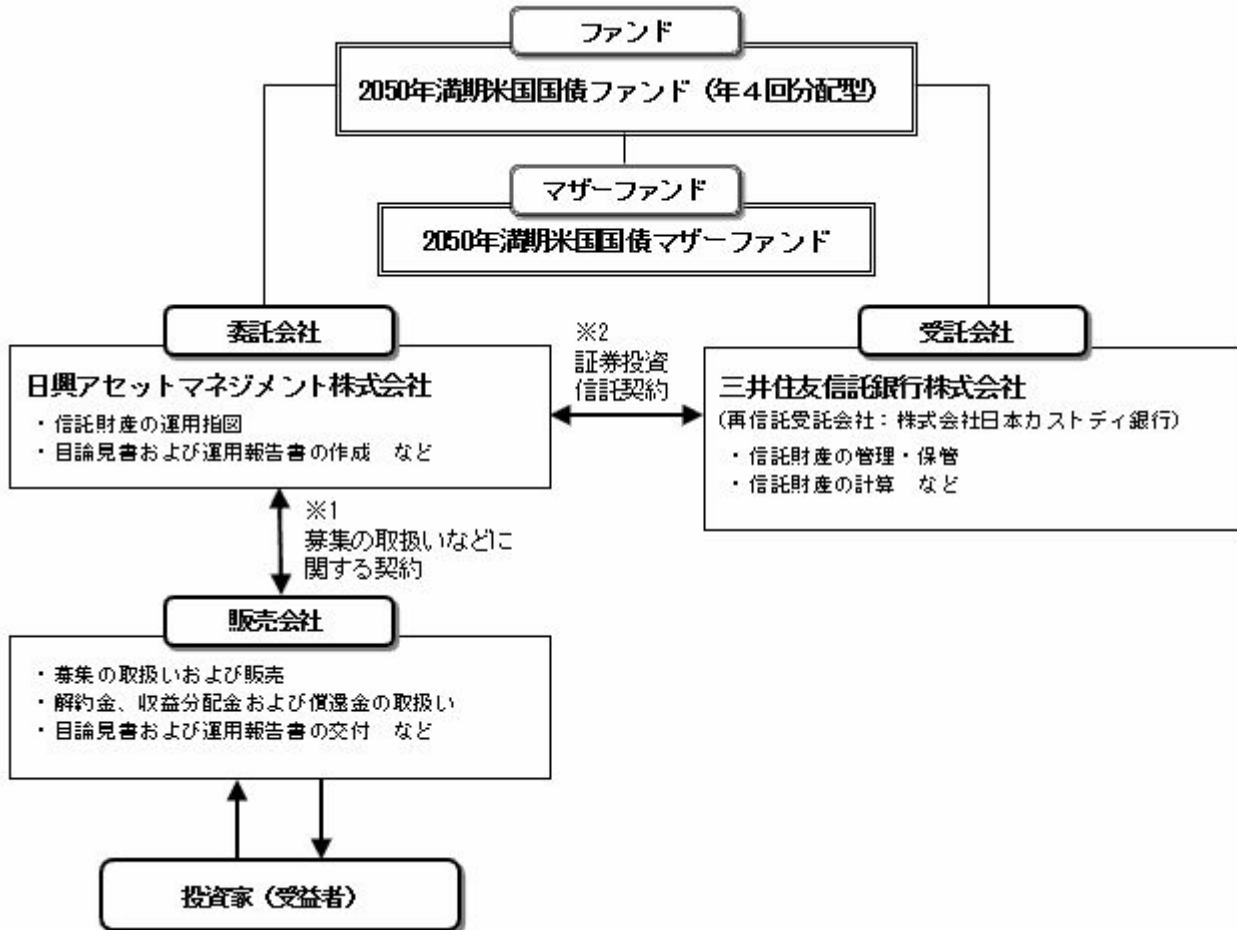 ファンド
2050年満期米国国債ファンド（年４回分配型）
マザーファンド
2050年満期米国国債マザーファンド
委託会社
日興アセットマネジメント株式会社
・信託財産の運用指図
・目論見書および運用報告書の作成　など
※2
証券投資
信託契約
受託会社
三井住友信託銀行株式会社
(再信託受託会社：株式会社日本カストディ銀行)
・信託財産の管理・保管
・信託財産の計算　など
※1
募集の取扱いなどに
関する契約
販売会社
・募集の取扱いおよび販売
・解約金、収益分配金および償還金の取扱い
・目論見書および運用報告書の交付　など
投資家（受益者）